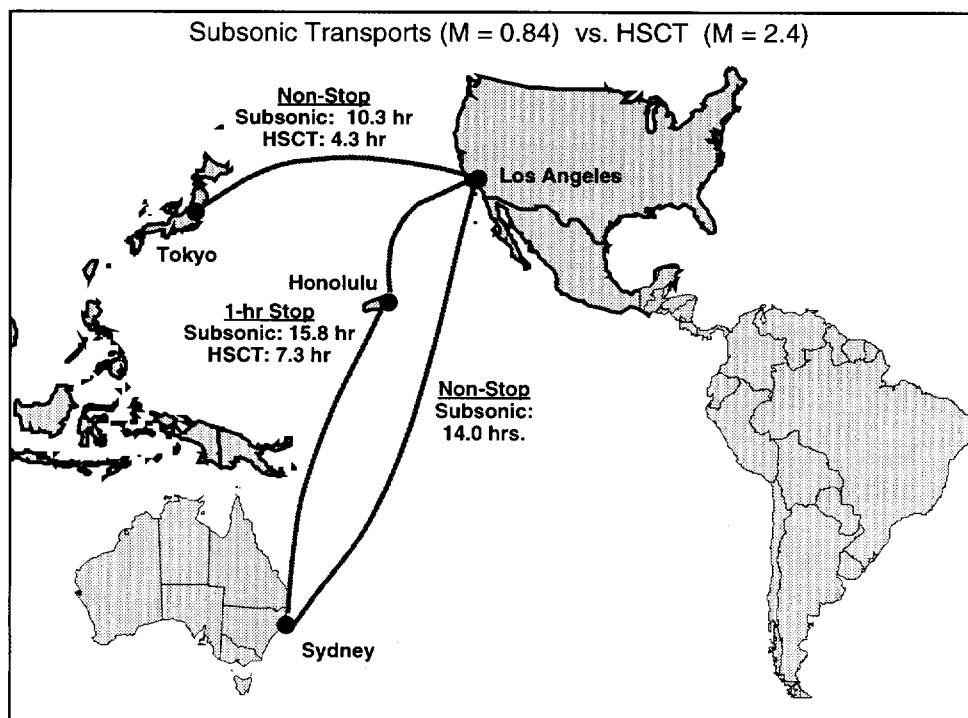 Subsonic Transports (M = 0.84) vs. HSCT (M = 2.4)
Non-Stop
Subsonic: 10.3 hr
HSCT: 4.3 hr
Los Angeles
Tokyo
Honolulu
1-hr Stop
Subsonic: 15.8 hr
HSCT: 7.3 hr
Non-Stop
Subsonic:
14.0 hrs.
Sydney